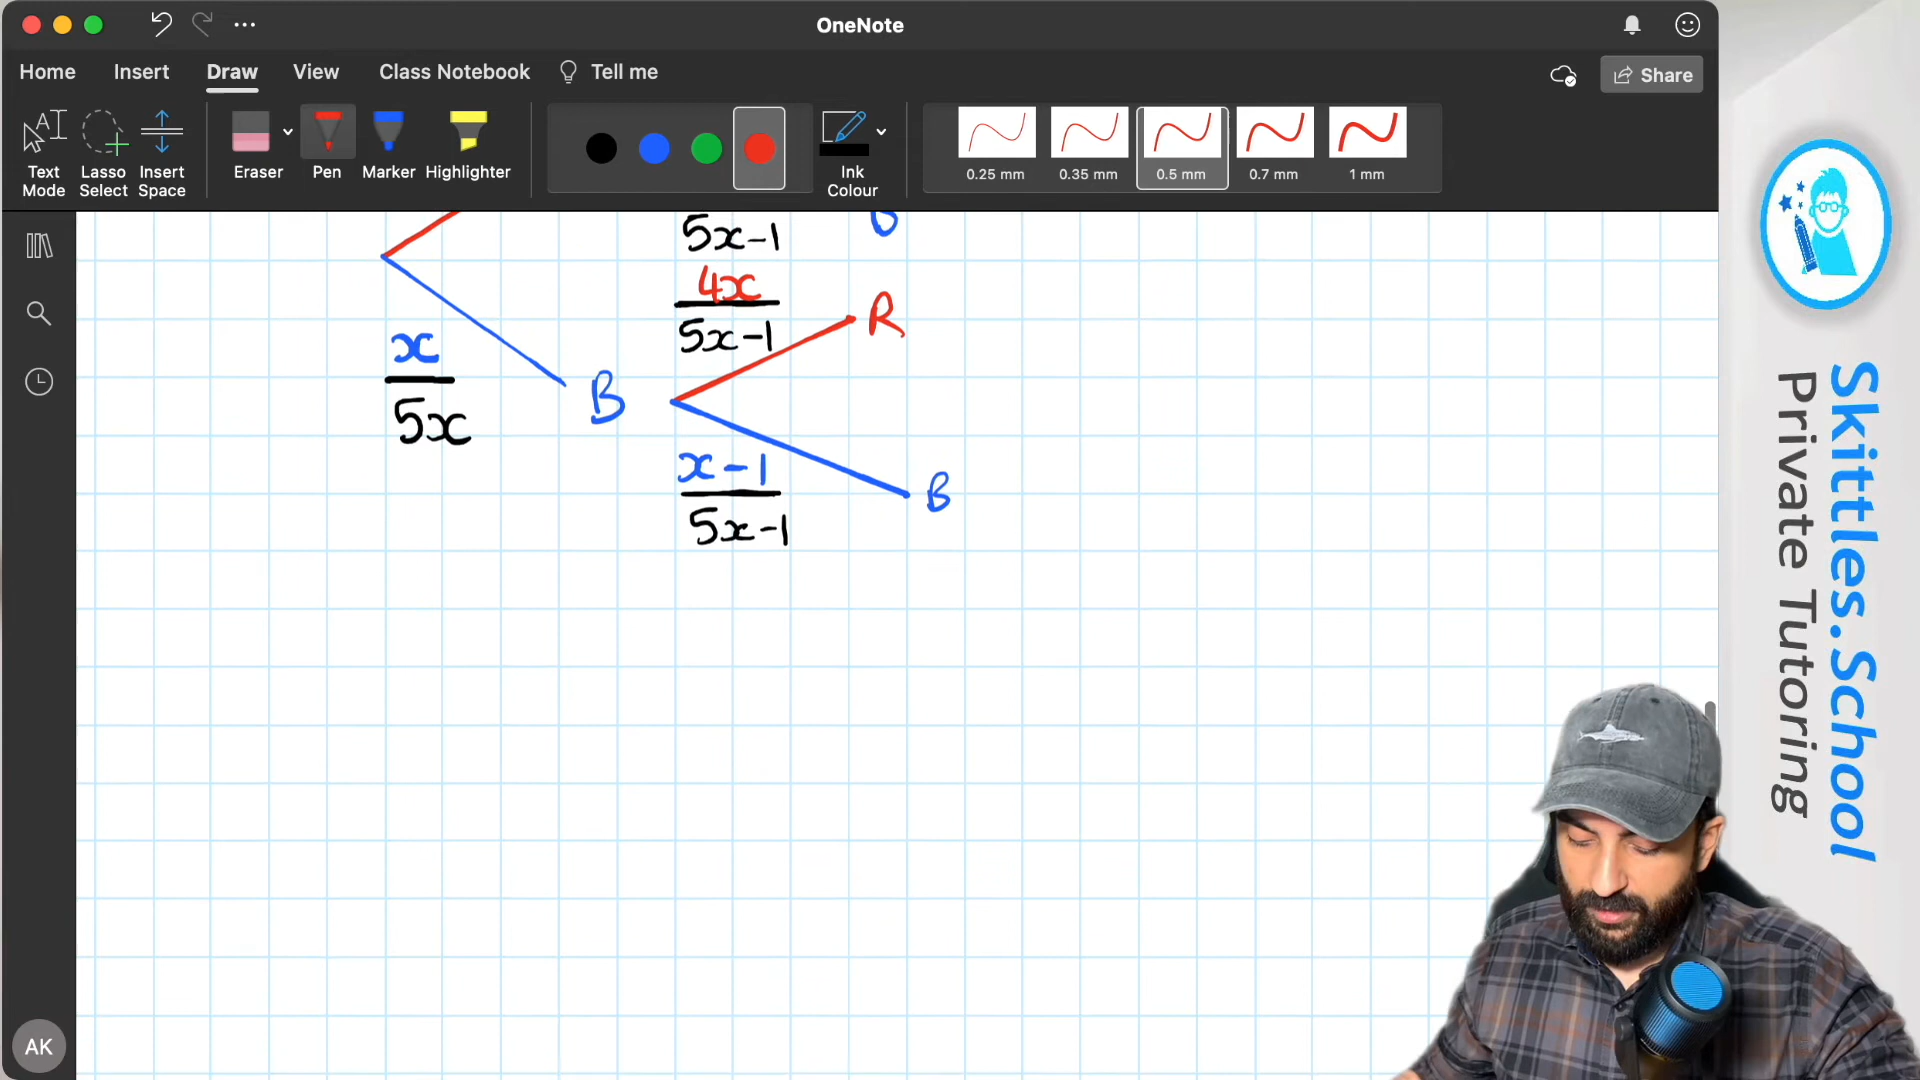 OneNote
Home Insert Draw View Class Notebook Tell me Share
Text Mode
Lasso Select
Insert Space
Eraser
Pen
Marker
Highlighter
Ink Colour
0.25 mm
0.35 mm
0.5 mm
0.7 mm
1 mm
5x-1
4x
5x-1
R
x
5x
B
x-1
5x-1
B
AK
Skittles.School
Private Tutoring